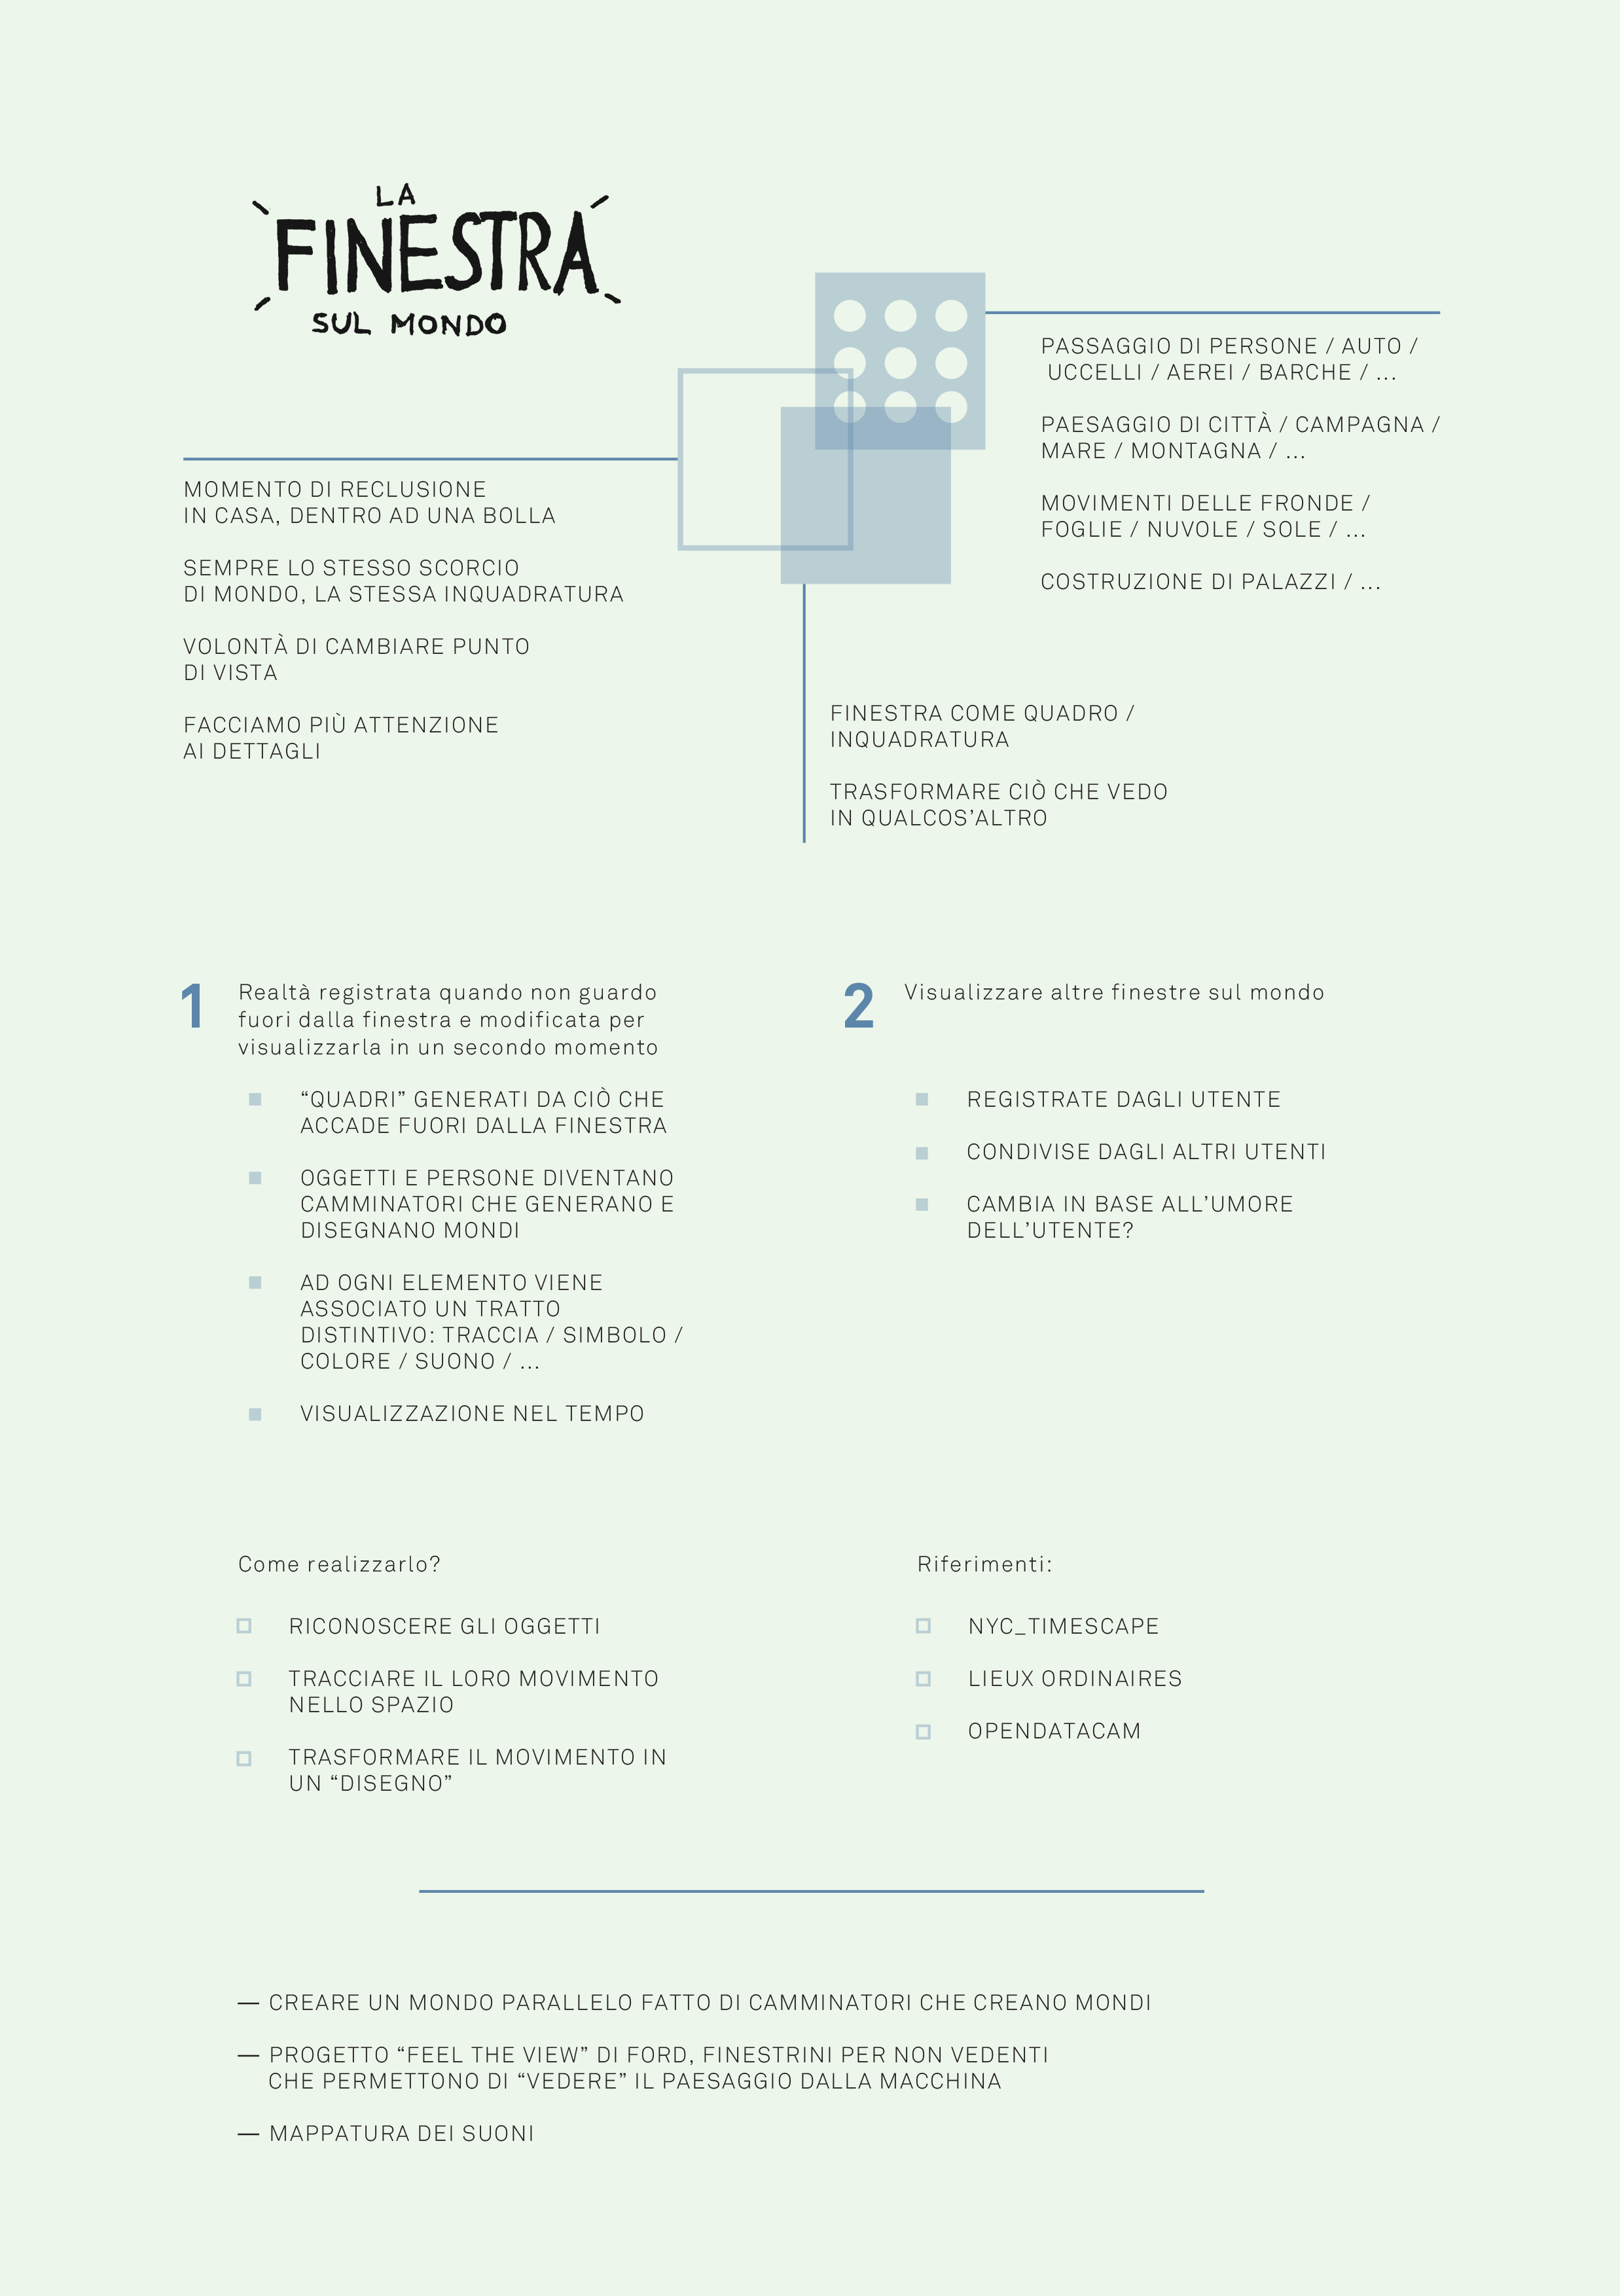 LA
FINESTRA
SUL MONDO
MOMENTO DI RECLUSIONE
IN CASA, DENTRO AD UNA BOLLA
SEMPRE LO STESSO SCORCIO
DI MONDO, LA STESSA INQUADRATURA
VOLONTÀ DI CAMBIARE PUNTO
DI VISTA
FACCIAMO PIÙ ATTENZIONE
AI DETTAGLI
PASSAGGIO DI PERSONE / AUTO /
UCCELLI / AEREI / BARCHE / ...
PAESAGGIO DI CITTÀ / CAMPAGNA /
MARE / MONTAGNA / ...
MOVIMENTI DELLE FRONDE /
FOGLIE / NUVOLE / SOLE / ...
COSTRUZIONE DI PALAZZI / ...
FINESTRA COME QUADRO /
INQUADRATURA
TRASFORMARE CIÒ CHE VEDO
IN QUALCOS’ALTRO
1
Realtà registrata quando non guardo
fuori dalla finestra e modificata per
visualizzarla in un secondo momento
“QUADRI” GENERATI DA CIÒ CHE
ACCADE FUORI DALLA FINESTRA
OGGETTI E PERSONE DIVENTANO
CAMMINATORI CHE GENERANO E
DISEGNANO MONDI
AD OGNI ELEMENTO VIENE
ASSOCIATO UN TRATTO
DISTINTIVO: TRACCIA / SIMBOLO /
COLORE / SUONO / ...
VISUALIZZAZIONE NEL TEMPO
2
Visualizzare altre finestre sul mondo
REGISTRATE DAGLI UTENTE
CONDIVISE DAGLI ALTRI UTENTI
CAMBIA IN BASE ALL’UMORE
DELL’UTENTE?
Come realizzarlo?
RICONOSCERE GLI OGGETTI
TRACCIARE IL LORO MOVIMENTO
NELLO SPAZIO
TRASFORMARE IL MOVIMENTO IN
UN “DISEGNO”
Riferimenti:
NYC_TIMESCAPE
LIEUX ORDINAIRES
OPENDATACAM
— CREARE UN MONDO PARALLELO FATTO DI CAMMINATORI CHE CREANO MONDI
— PROGETTO “FEEL THE VIEW” DI FORD, FINESTRINI PER NON VEDENTI
CHE PERMETTONO DI “VEDERE” IL PAESAGGIO DALLA MACCHINA
— MAPPATURA DEI SUONI